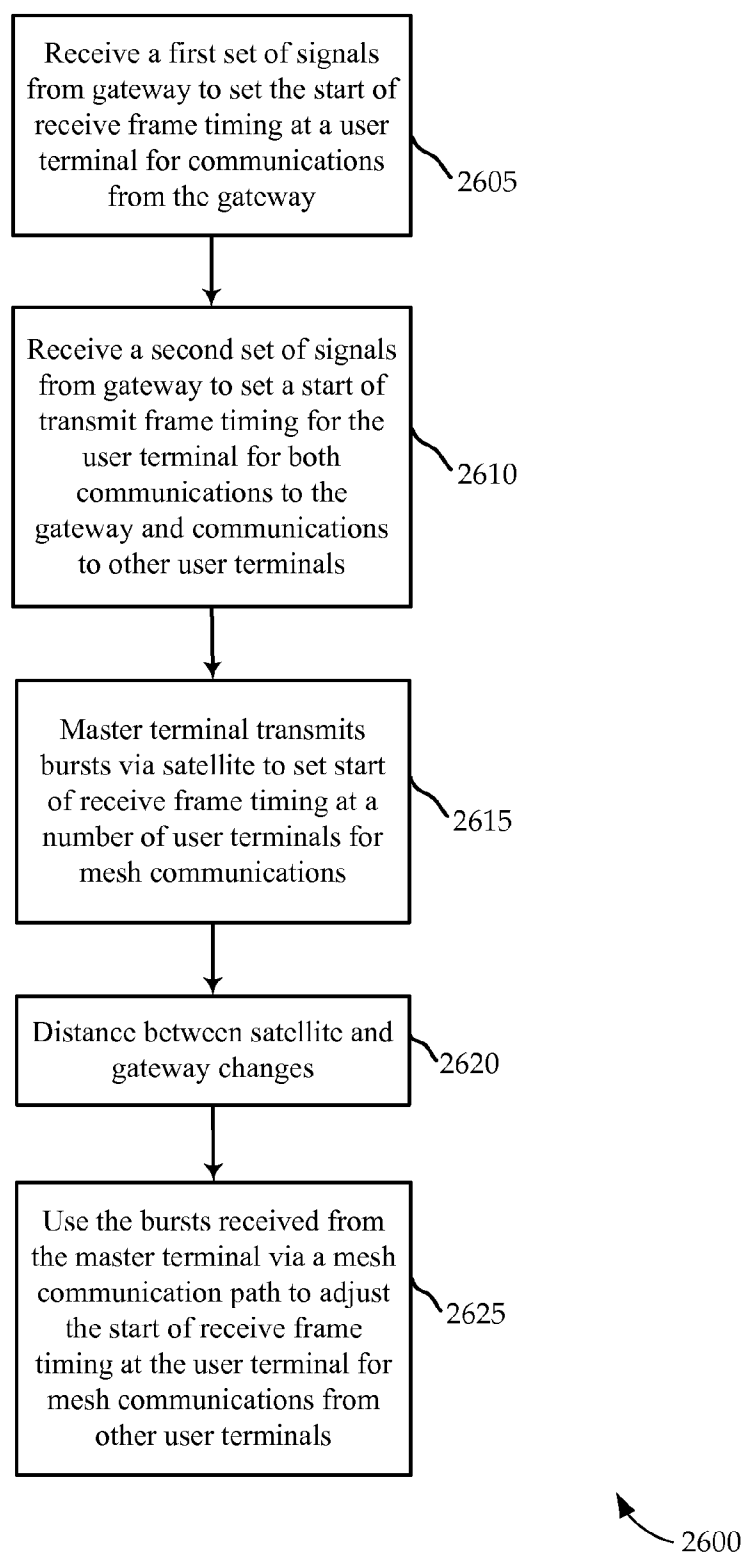 Receive a first set of signals
from gateway to set the start of
receive frame timing at a user
terminal for communications
from the gateway
2605
Receive a second set of signals
from gateway to set a start of
transmit frame timing for the
user terminal for both
communications to the
gateway and communications
to other user terminals
2610
Master terminal transmits
bursts via satellite to set start
of receive frame timing at a
number of user terminals for
mesh communications
2615
Distance between satellite and
gateway changes
2620
Use the bursts received from
the master terminal via a mesh
communication path to adjust
the start of receive frame
timing at the user terminal for
mesh communications from
other user terminals
2625
2600